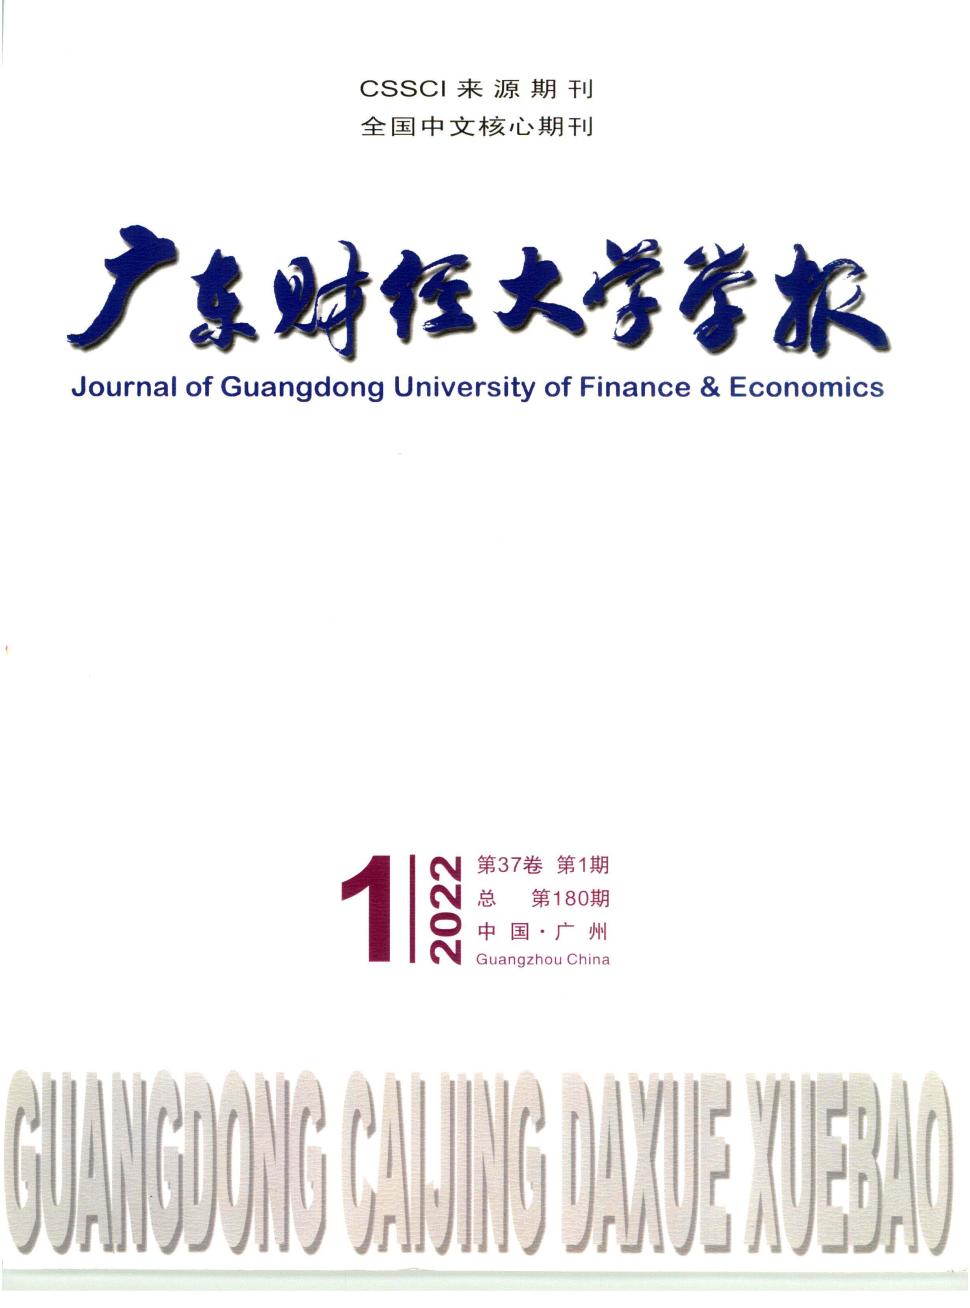 CSSCI 来源期刊
全国中文核心期刊
广东财经大学学报
Journal of Guangdong University of Finance & Economics
1
2022
第37卷 第1期
总 第180期
中国·广州
Guangzhou China
GUANGDONG CAIJING DAXUE XUEBAO